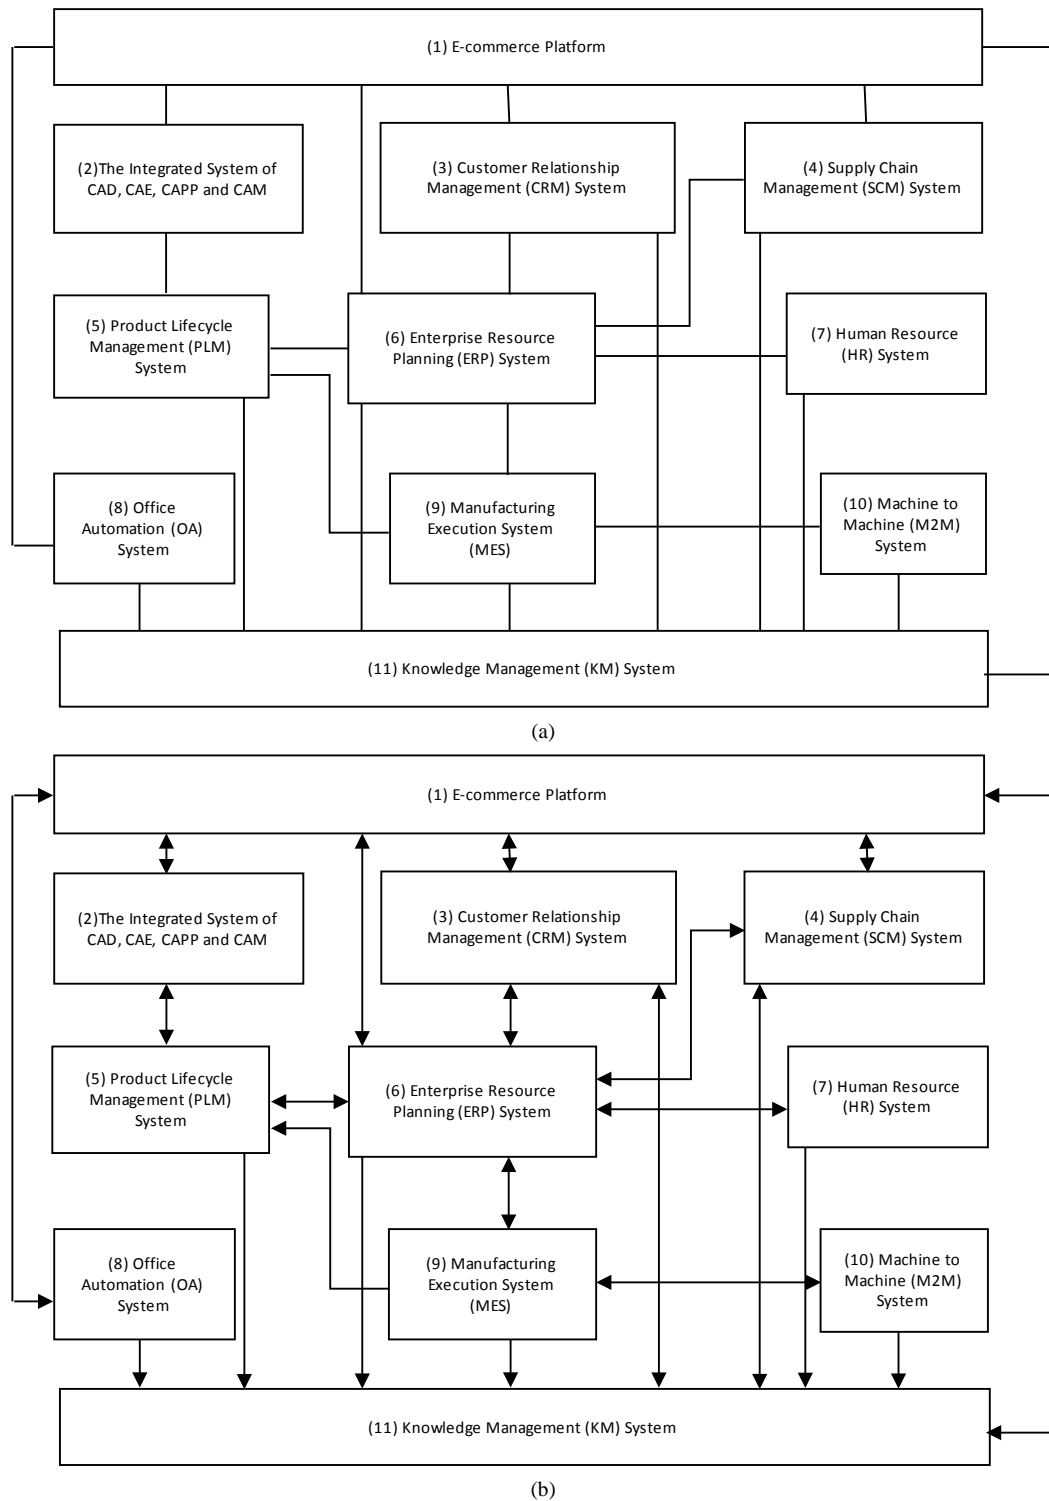 (1) E-commerce Platform
(2)The Integrated System of
CAD, CAE, CAPP and CAM
(3) Customer Relationship
Management (CRM) System
(4) Supply Chain
Management (SCM) System
(5) Product Lifecycle
Management (PLM)
System
(6) Enterprise Resource
Planning (ERP) System
(7) Human Resource
(HR) System
(8) Office
Automation (OA)
System
(9) Manufacturing
Execution System
(MES)
(10) Machine to
Machine (M2M)
System
(11) Knowledge Management (KM) System
(a)
(1) E-commerce Platform
(2)The Integrated System of
CAD, CAE, CAPP and CAM
(3) Customer Relationship
Management (CRM) System
(4) Supply Chain
Management (SCM) System
(5) Product Lifecycle
Management (PLM)
System
(6) Enterprise Resource
Planning (ERP) System
(7) Human Resource
(HR) System
(8) Office
Automation (OA)
System
(9) Manufacturing
Execution System
(MES)
(10) Machine to
Machine (M2M)
System
(11) Knowledge Management (KM) System
(b)